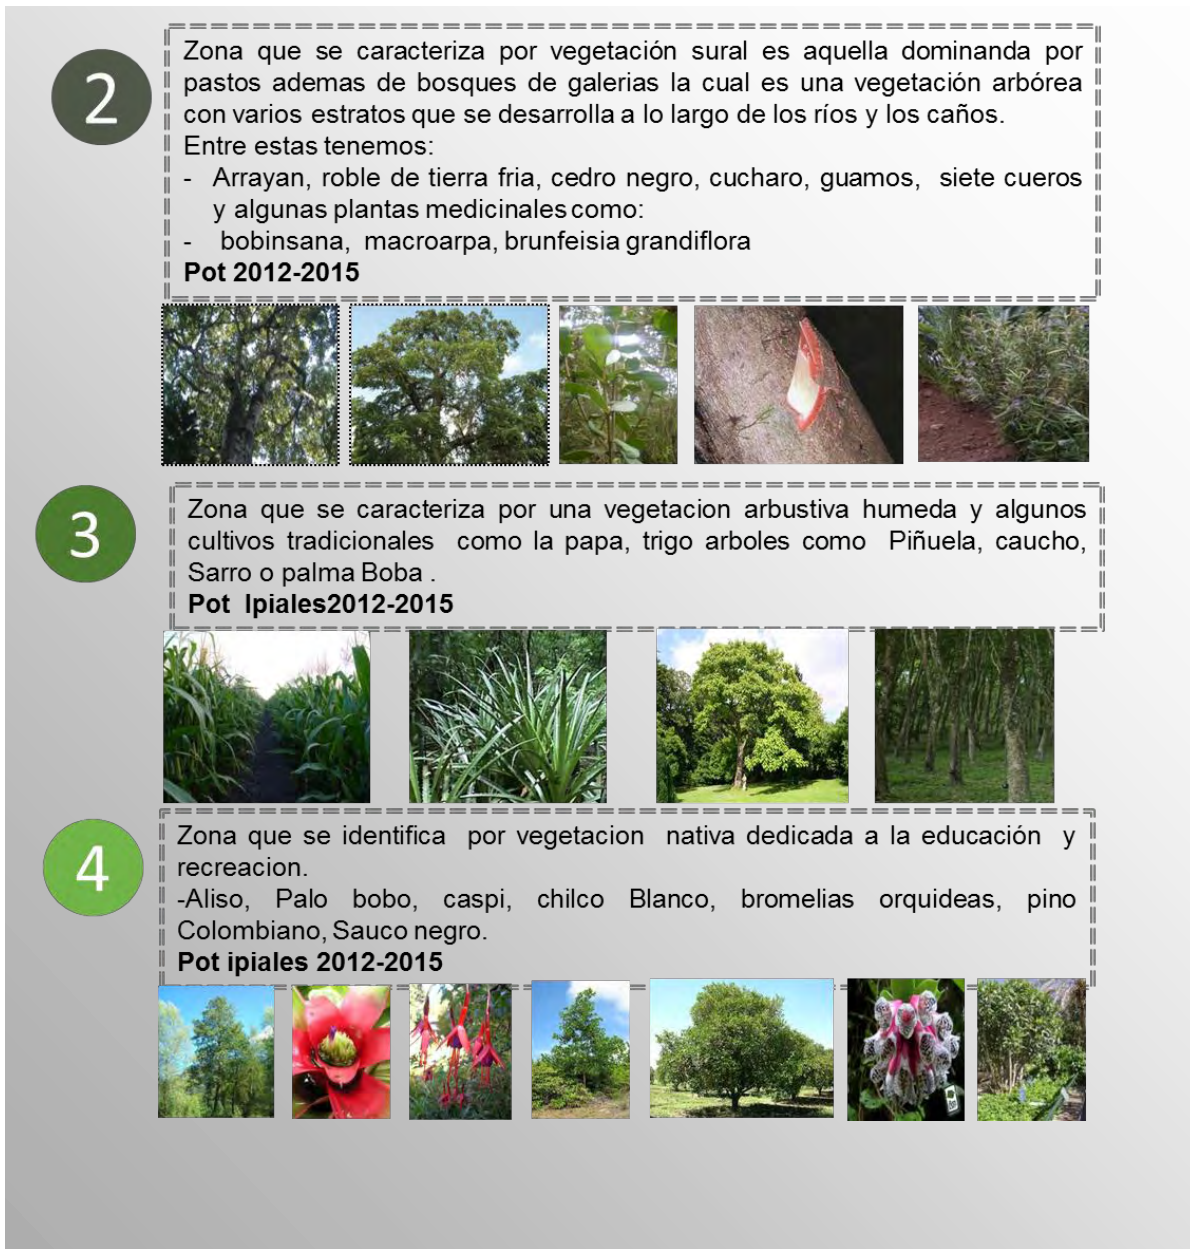 2
Zona que se caracteriza por vegetación sural es aquella dominanda por
pastos ademas de bosques de galerias la cual es una vegetación arbórea
con varios estratos que se desarrolla a lo largo de los ríos y los caños.
Entre estas tenemos:
- Arrayan, roble de tierra fria, cedro negro, cucharo, guamos, siete cueros
y algunas plantas medicinales como:
- bobinsana, macroarpa, brunfeisia grandiflora
Pot 2012-2015
3
Zona que se caracteriza por una vegetacion arbustiva humeda y algunos
cultivos tradicionales como la papa, trigo arboles como Piñuela, caucho,
Sarro o palma Boba .
Pot Ipiales2012-2015
4
Zona que se identifica por vegetacion nativa dedicada a la educación y
recreacion.
-Aliso, Palo bobo, caspi, chilco Blanco, bromelias orquideas, pino
Colombiano, Sauco negro.
Pot ipiales 2012-2015